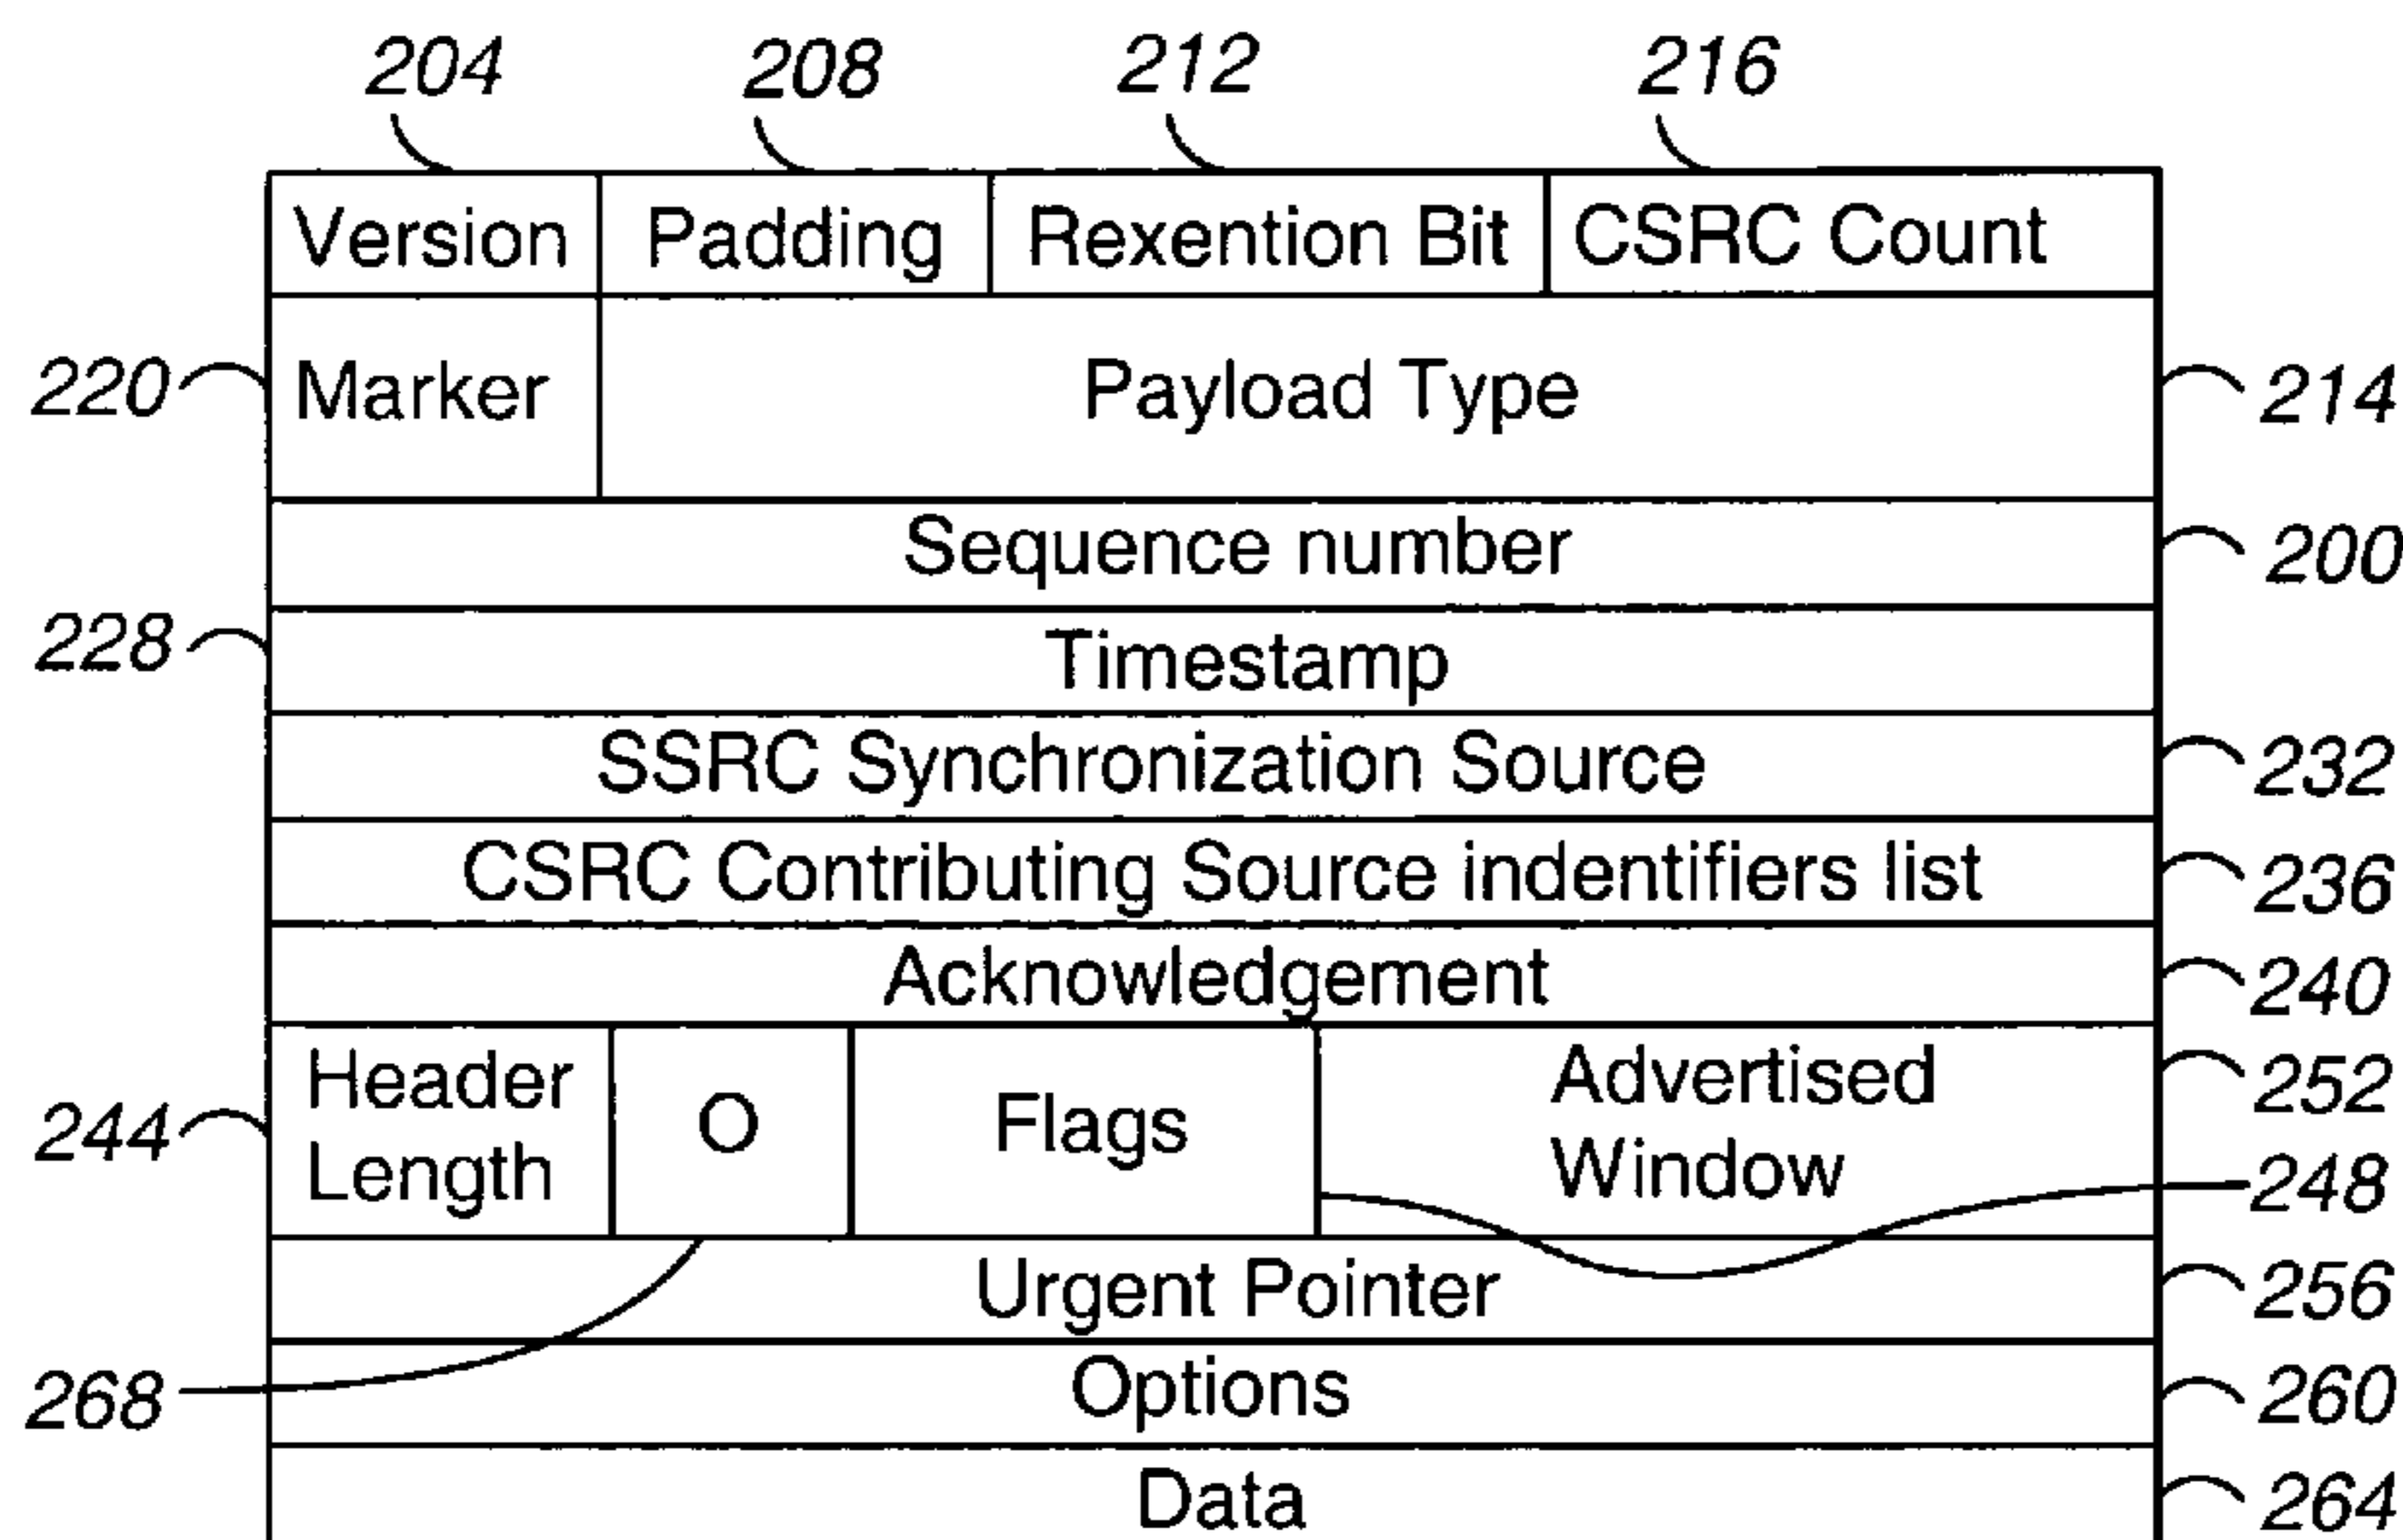 204 208 212 216
Version Padding Rexention Bit CSRC Count
220 Marker Payload Type 214
Sequence number 200
228 Timestamp
SSRC Synchronization Source 232
CSRC Contributing Source indentifiers list 236
Acknowledgement 240
Header Advertised 252
244 O Flags
Length Window 248
Urgent Pointer 256
268 Options 260
Data 264